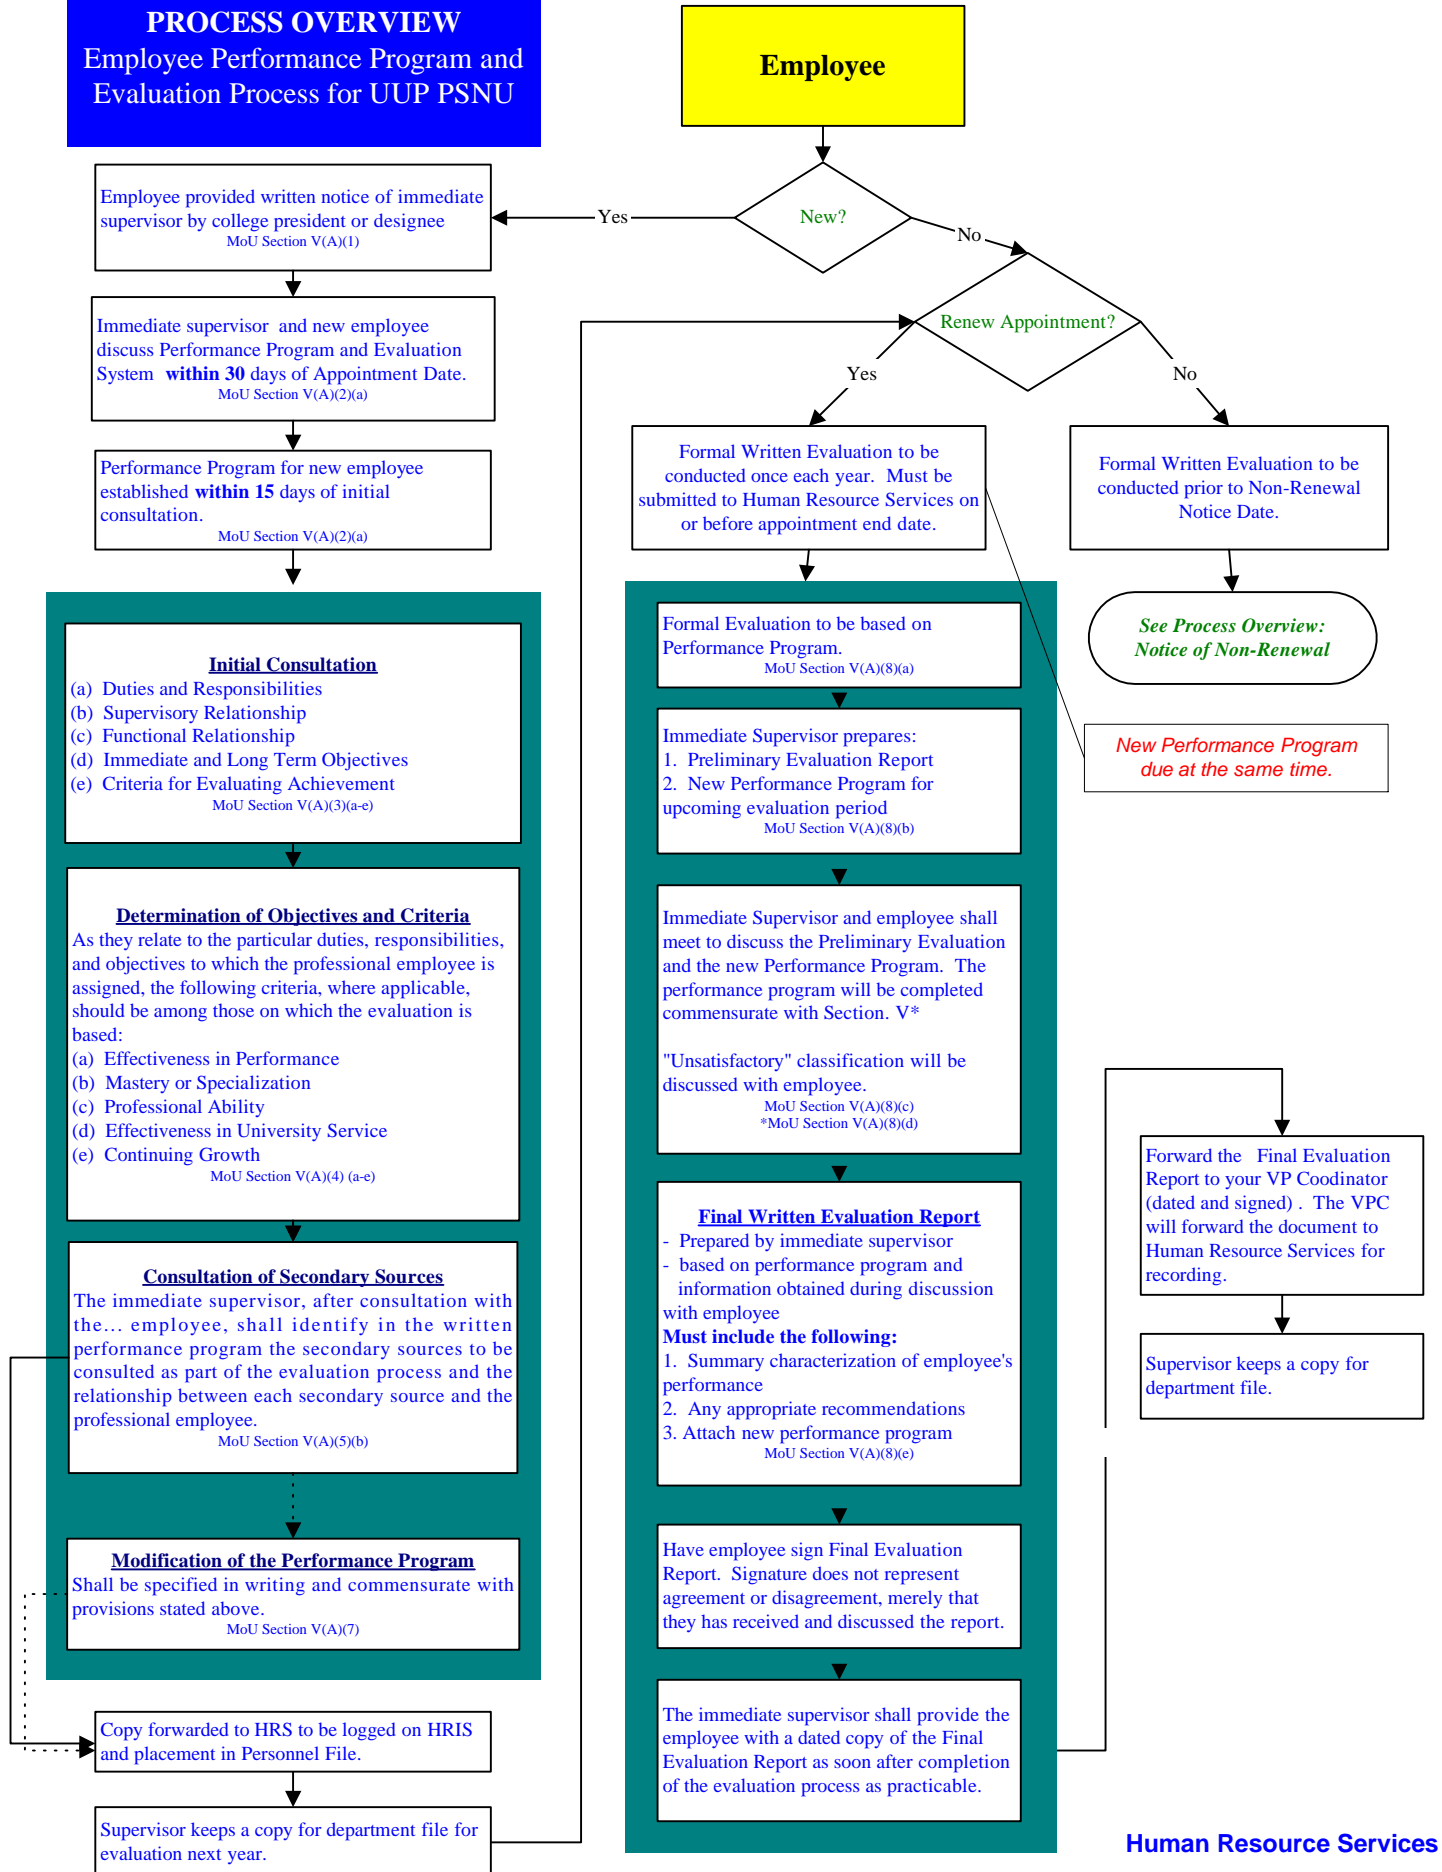 PROCESS OVERVIEW
Employee Performance Program and
Evaluation Process for UUP PSNU
Employee
New?
Yes
No
Employee provided written notice of immediate
supervisor by college president or designee
MoU Section V(A)(1)
Immediate supervisor and new employee
discuss Performance Program and Evaluation
System within 30 days of Appointment Date.
MoU Section V(A)(2)(a)
Performance Program for new employee
established within 15 days of initial
consultation.
MoU Section V(A)(2)(a)
Initial Consultation
(a) Duties and Responsibilities
(b) Supervisory Relationship
(c) Functional Relationship
(d) Immediate and Long Term Objectives
(e) Criteria for Evaluating Achievement
MoU Section V(A)(3)(a-e)
Determination of Objectives and Criteria
As they relate to the particular duties, responsibilities,
and objectives to which the professional employee is
assigned, the following criteria, where applicable,
should be among those on which the evaluation is
based:
(a) Effectiveness in Performance
(b) Mastery or Specialization
(c) Professional Ability
(d) Effectiveness in University Service
(e) Continuing Growth
MoU Section V(A)(4) (a-e)
Consultation of Secondary Sources
The immediate supervisor, after consultation with
the... employee, shall identify in the written
performance program the secondary sources to be
consulted as part of the evaluation process and the
relationship between each secondary source and the
professional employee.
MoU Section V(A)(5)(b)
Modification of the Performance Program
Shall be specified in writing and commensurate with
provisions stated above.
MoU Section V(A)(7)
Copy forwarded to HRS to be logged on HRIS
and placement in Personnel File.
Supervisor keeps a copy for department file for
evaluation next year.
Renew Appointment?
Yes
No
Formal Written Evaluation to be
conducted once each year. Must be
submitted to Human Resource Services on
or before appointment end date.
Formal Written Evaluation to be
conducted prior to Non-Renewal
Notice Date.
See Process Overview:
Notice of Non-Renewal
New Performance Program
due at the same time.
Formal Evaluation to be based on
Performance Program.
MoU Section V(A)(8)(a)
Immediate Supervisor prepares:
1. Preliminary Evaluation Report
2. New Performance Program for
upcoming evaluation period
MoU Section V(A)(8)(b)
Immediate Supervisor and employee shall
meet to discuss the Preliminary Evaluation
and the new Performance Program. The
performance program will be completed
commensurate with Section. V*
"Unsatisfactory" classification will be
discussed with employee.
MoU Section V(A)(8)(c)
*MoU Section V(A)(8)(d)
Final Written Evaluation Report
- Prepared by immediate supervisor
- based on performance program and
information obtained during discussion
with employee
Must include the following:
1. Summary characterization of employee's
performance
2. Any appropriate recommendations
3. Attach new performance program
MoU Section V(A)(8)(e)
Have employee sign Final Evaluation
Report. Signature does not represent
agreement or disagreement, merely that
they has received and discussed the report.
The immediate supervisor shall provide the
employee with a dated copy of the Final
Evaluation Report as soon after completion
of the evaluation process as practicable.
Forward the Final Evaluation
Report to your VP Coodinator
(dated and signed) . The VPC
will forward the document to
Human Resource Services for
recording.
Supervisor keeps a copy for
department file.
Human Resource Services